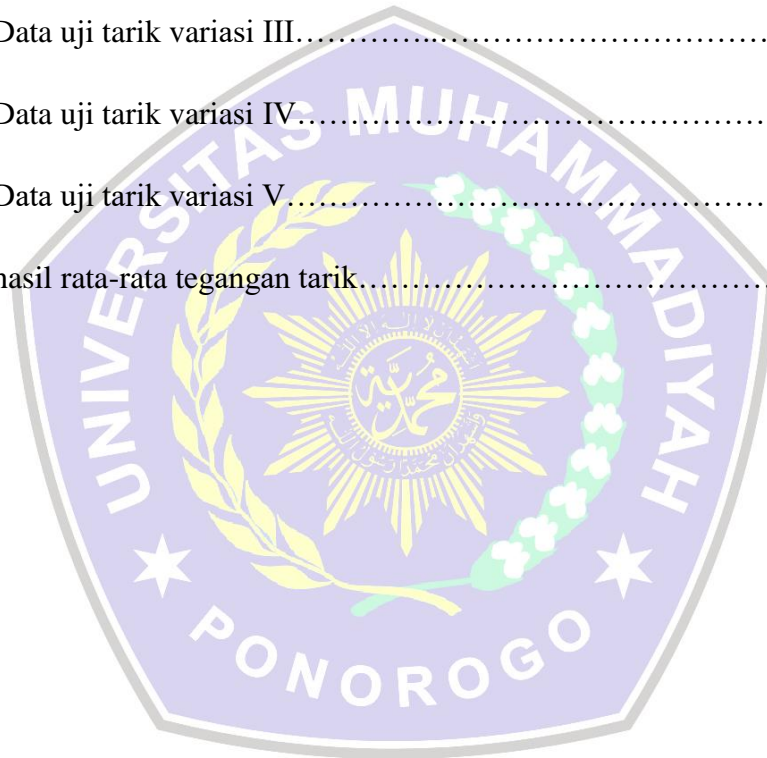 Data uji tarik variasi III…………..……………………………
Data uji tarik variasi IV……………………………………
Data uji tarik variasi V………………………………………
hasil rata-rata tegangan tarik…………………………………
UNIVERSITAS MUHAMMADIYAH
PONOROGO
محمدية